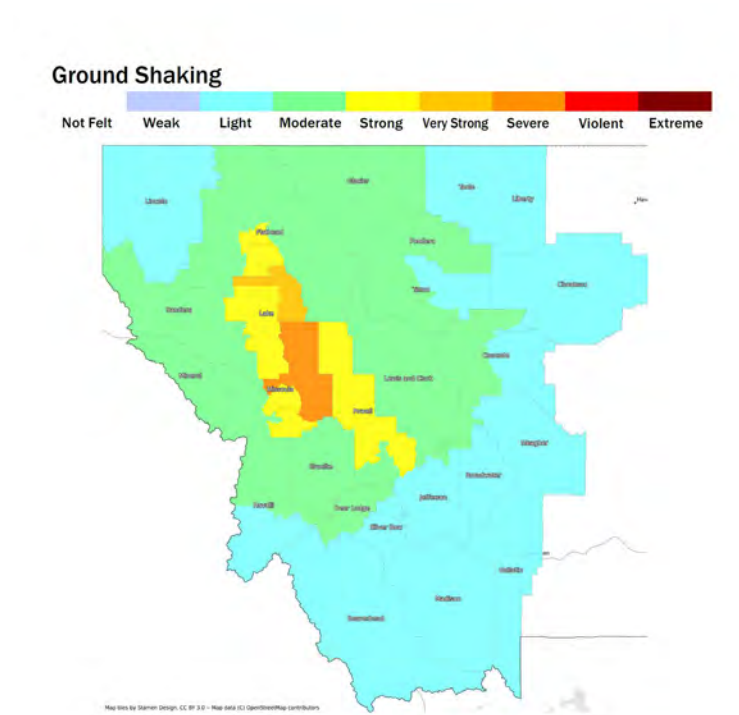 Ground Shaking
Not Felt Weak Light Moderate Strong Very Strong Severe Violent Extreme
Glacier
Lincoln
Toole
Liberty
Flathead
Pondera
Teton
Chouteau
Sanders
Lake
Cascade
Mineral
Missoula
Lewis and Clark
Powell
Meagher
Granite
Broadwater
Jefferson
Ravalli
Deer Lodge
Silver Bow
Gallatin
Madison
Beaverhead
Map tiles by Stamen Design, CC BY 3.0 -- Map data (C) OpenStreetMap contributors